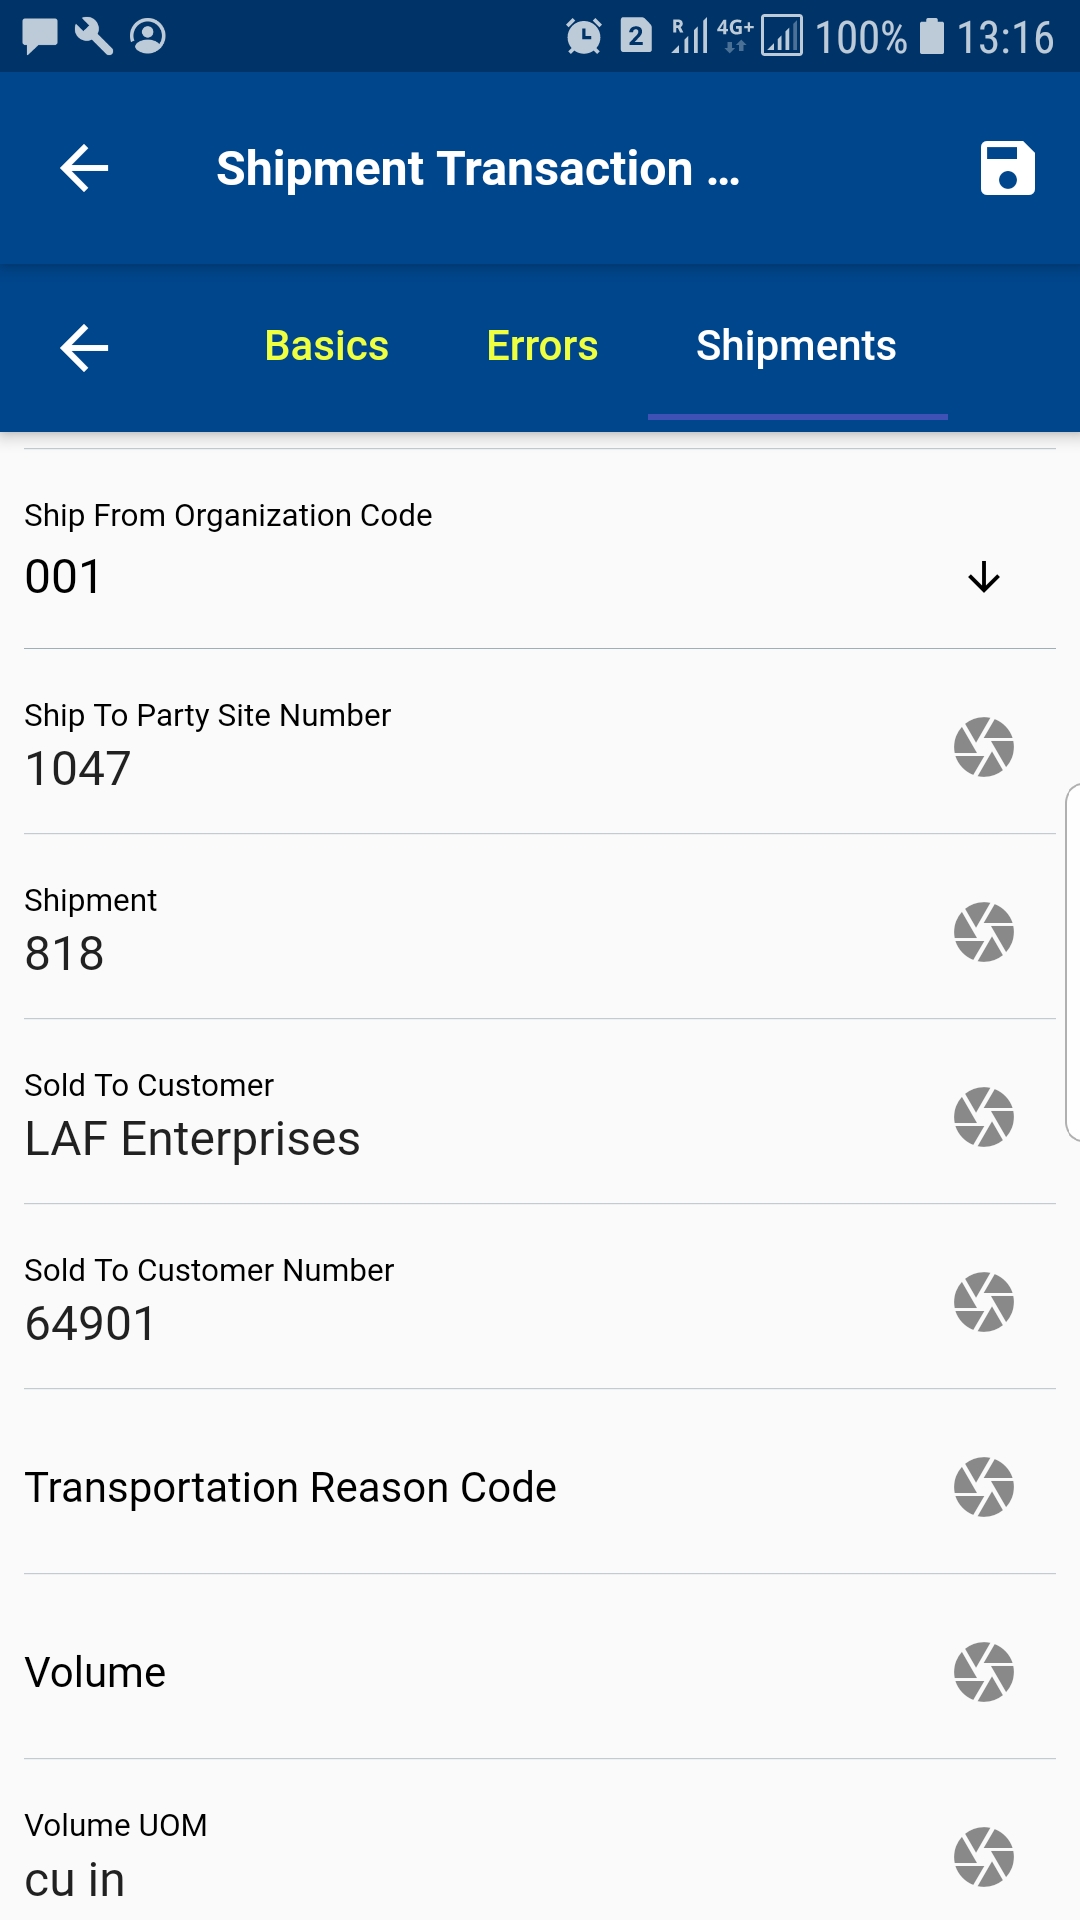 2 R 4G+ 100% 13:16
Shipment Transaction ...
Basics Errors Shipments
Ship From Organization Code
001
Ship To Party Site Number
1047
Shipment
818
Sold To Customer
LAF Enterprises
Sold To Customer Number
64901
Transportation Reason Code
Volume
Volume UOM
cu in